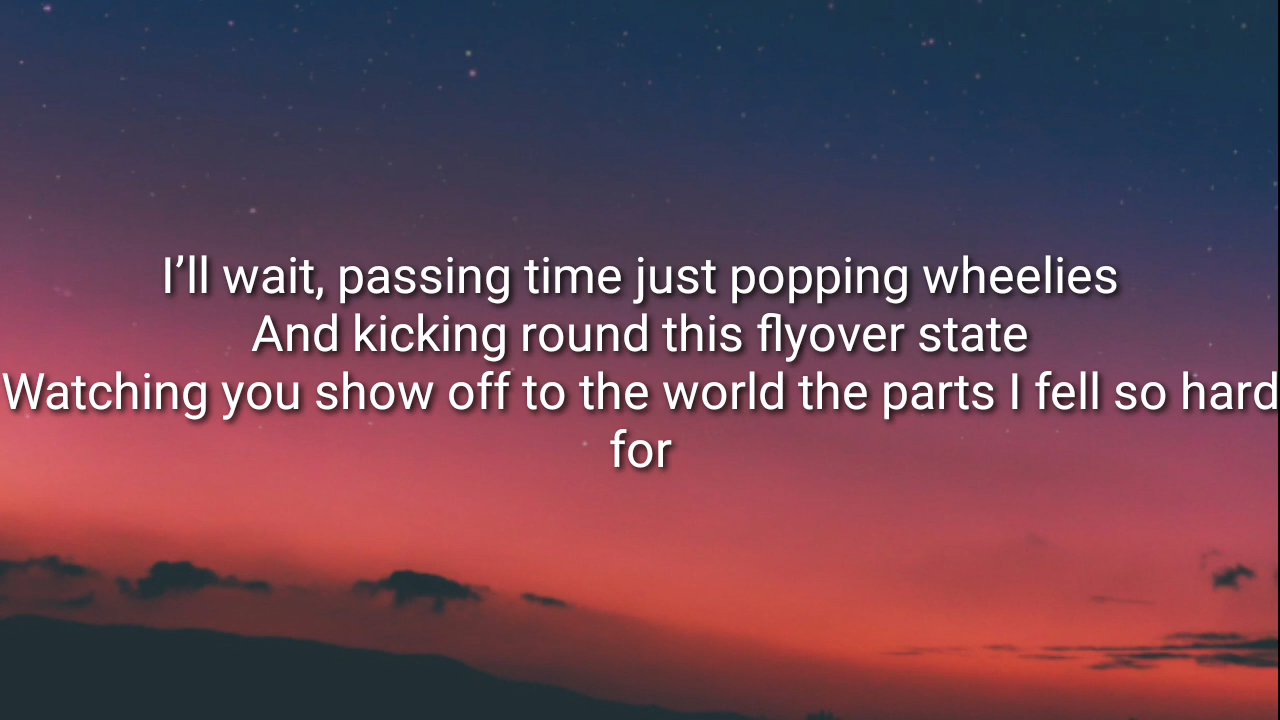 I’ll wait, passing time just popping wheelies
And kicking round this flyover state
Watching you show off to the world the parts I fell so hard
for